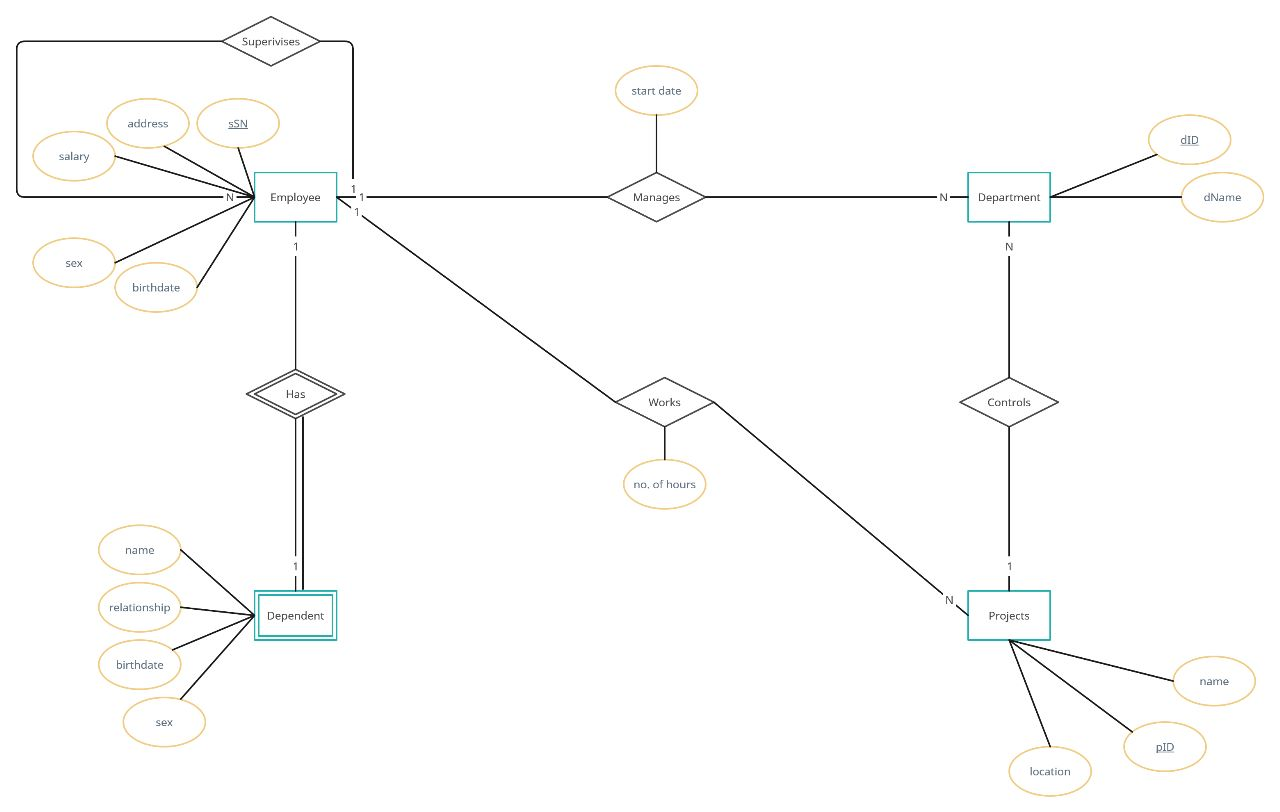 Superivises
start date
address
sSN
dID
salary
N
Employee
1
1
1
Manages
N
Department
dName
1
N
sex
birthdate
Has
Works
Controls
no. of hours
name
1
1
relationship
Dependent
N
Projects
birthdate
name
sex
pID
location